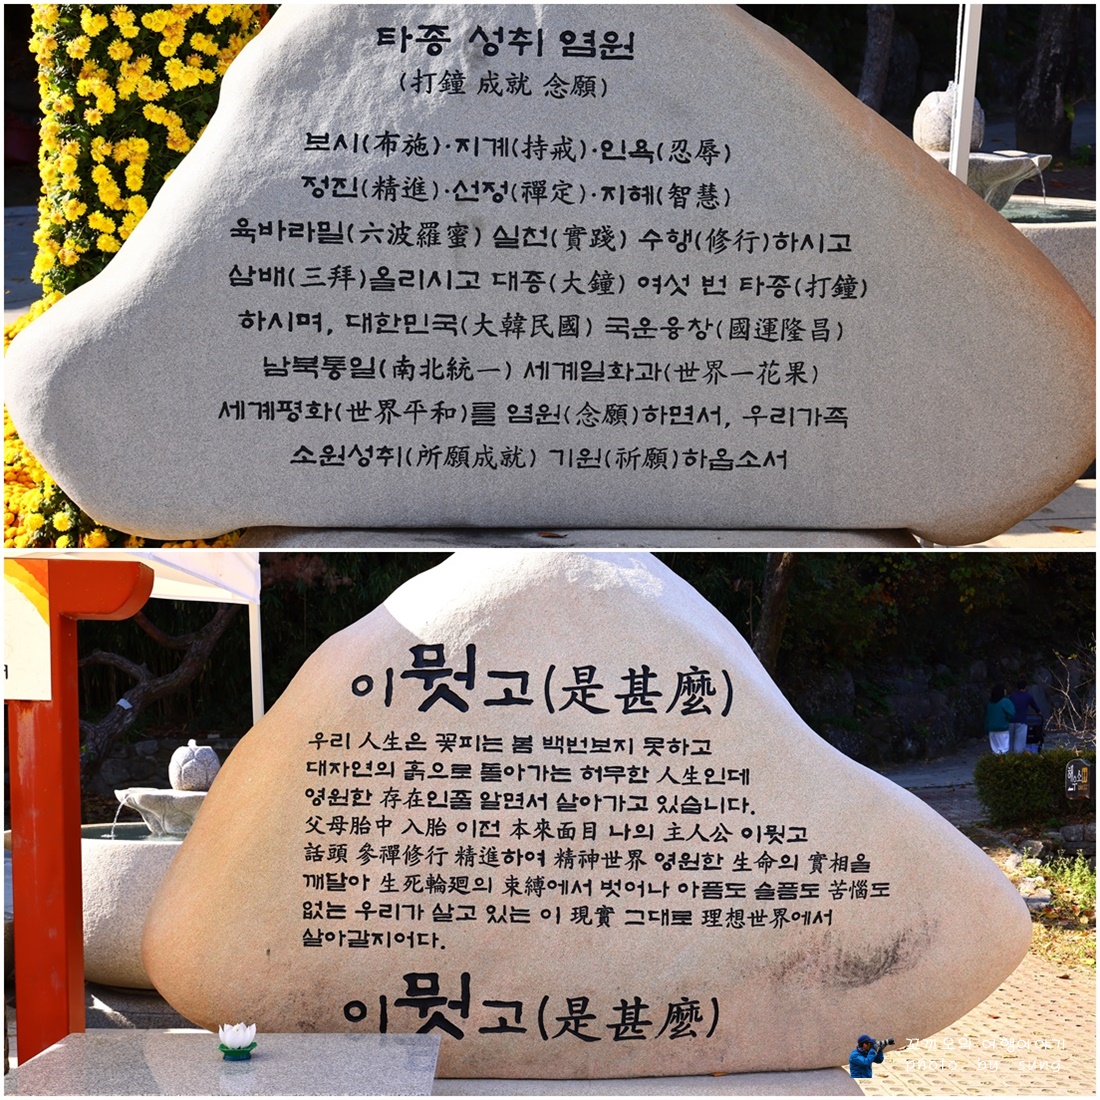 타종 성취 염원
(打鐘 成就 念願)
보시(布施)·지계(持戒)·인욕(忍辱)
정진(精進)·선정(禪定)·지혜(智慧)
육바라밀(六波羅蜜) 실천(實踐) 수행(修行)하시고
삼배(三拜)올리시고 대종(大鐘) 여섯 번 타종(打鐘)
하시며, 대한민국(大韓民國) 국운융창(國運隆昌)
남북통일(南北統一) 세계일화과(世界一花果)
세계평화(世界平和)를 염원(念願)하면서, 우리가족
소원성취(所願成就) 기원(祈願)하옵소서
이뭣고(是甚麼)
우리 人生은 꽃피는 봄 백번보지 못하고
대자연의 흙으로 돌아가는 허무한 人生인데
영원한 存在인줄 알면서 살아가고 있습니다.
父母胎中 入胎 이전 本來面目 나의 主人公 이뭣고
話頭 參禪修行 精進하여 精神世界 영원한 生命의 實相을
깨달아 生死輪廻의 束縛에서 벗어나 아픔도 슬픔도 苦惱도
없는 우리가 살고 있는 이 現實 그대로 理想世界에서
살아갈지어다.
이뭣고(是甚麼)
photo. by. sung